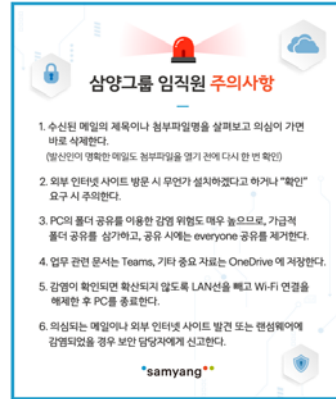 삼양그룹 임직원 주의사항
1. 수신된 메일의 제목이나 첨부파일명을 살펴보고 의심이 가면
바로 삭제한다.
(발신인이 명확한 메일도 첨부파일을 열기 전에 다시 한 번 확인)
2. 외부 인터넷 사이트 방문 시 무언가 설치하겠다고 하거나 "확인"
요구 시 주의한다.
3. PC의 폴더 공유를 이용한 감염 위험도 매우 높으므로, 가급적
폴더 공유를 삼가하고, 공유 시에는 everyone 공유를 제거한다.
4. 업무 관련 문서는 Teams, 기타 중요 자료는 OneDrive 에 저장한다.
5. 감염이 확인되면 확산되지 않도록 LAN선을 빼고 Wi-Fi 연결을
해제한 후 PC를 종료한다.
6. 의심되는 메일이나 외부 인터넷 사이트 발견 또는 랜섬웨어에
감염되었을 경우 보안 담당자에게 신고한다.
samyang